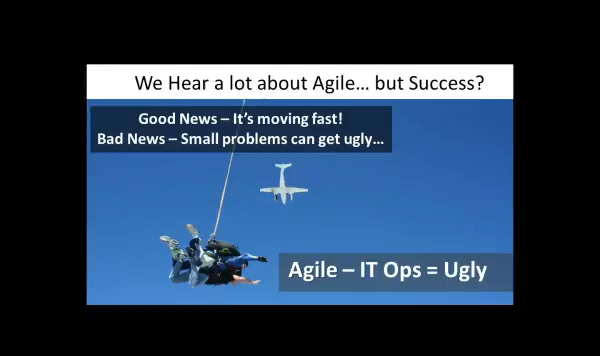 We Hear a lot about Agile… but Success?
Good News – It’s moving fast!
Bad News – Small problems can get ugly…
Agile – IT Ops = Ugly